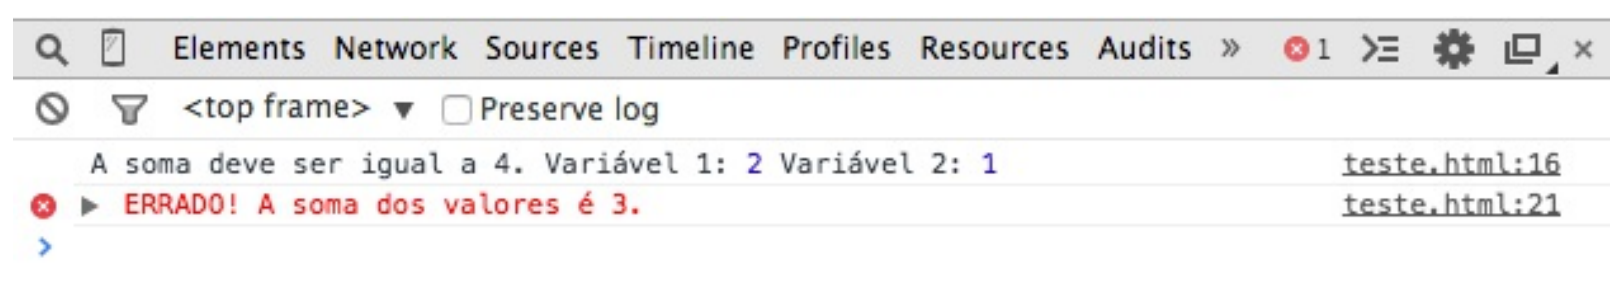 Elements Network Sources Timeline Profiles Resources Audits » 1
<top frame> ▼ Preserve log
A soma deve ser igual a 4. Variável 1: 2 Variável 2: 1 teste.html:16
ERRADO! A soma dos valores é 3. teste.html:21